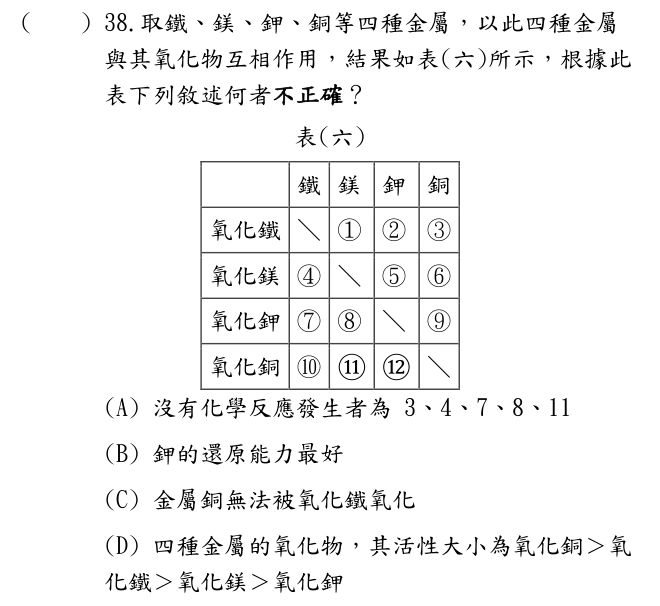 (　　) 38.取鐵、鎂、鉀、銅等四種金屬，以此四種金屬
與其氧化物互相作用，結果如表(六)所示，根據此
表下列敘述何者不正確？
表(六)
鐵 鎂 鉀 銅
氧化鐵 ＼ ① ② ③
氧化鎂 ④ ＼ ⑤ ⑥
氧化鉀 ⑦ ⑧ ＼ ⑨
氧化銅 ⑩ ⑪ ⑫ ＼
(A) 沒有化學反應發生者為 3、4、7、8、11
(B) 鉀的還原能力最好
(C) 金屬銅無法被氧化鐵氧化
(D) 四種金屬的氧化物，其活性大小為氧化銅＞氧
化鐵＞氧化鎂＞氧化鉀